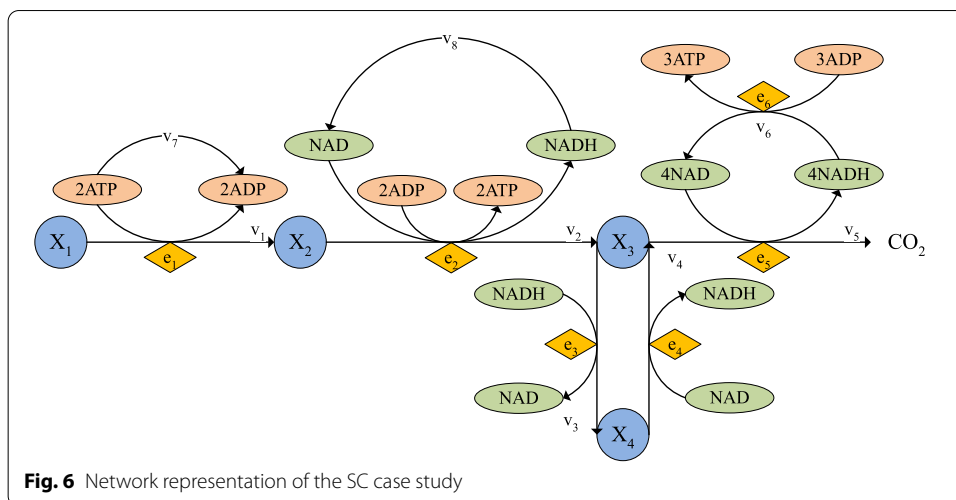 v8
3ATP 3ADP
e6
v7
NAD NADH
v6
2ATP 2ADP 2ADP 2ATP 4NAD 4NADH
X1 v1 X2 v2 X3 v4 v5 CO2
e1 e2 e5
NADH NADH
e3 e4
NAD NAD
v3
X4
Fig. 6 Network representation of the SC case study